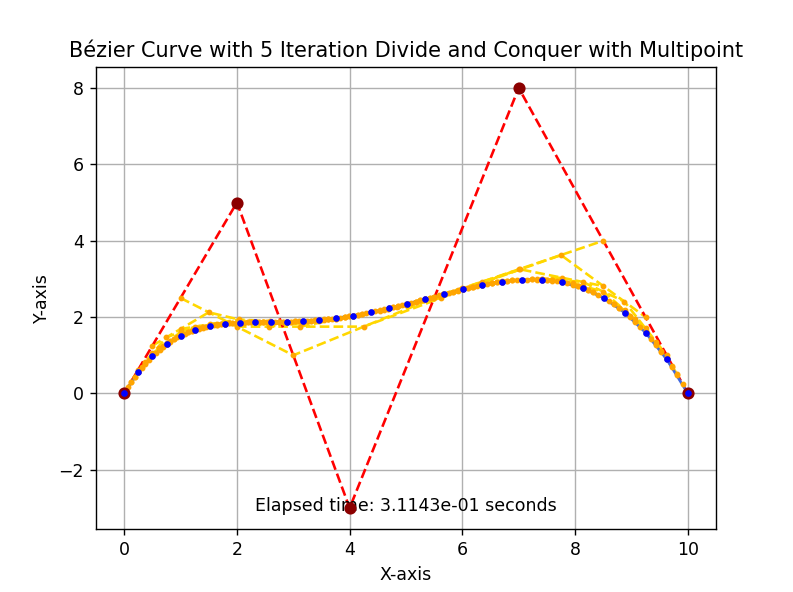 Bézier Curve with 5 Iteration Divide and Conquer with Multipoint
8
6
4
2
0
−2
Y-axis
Elapsed time: 3.1143e-01 seconds
0 2 4 6 8 10
X-axis